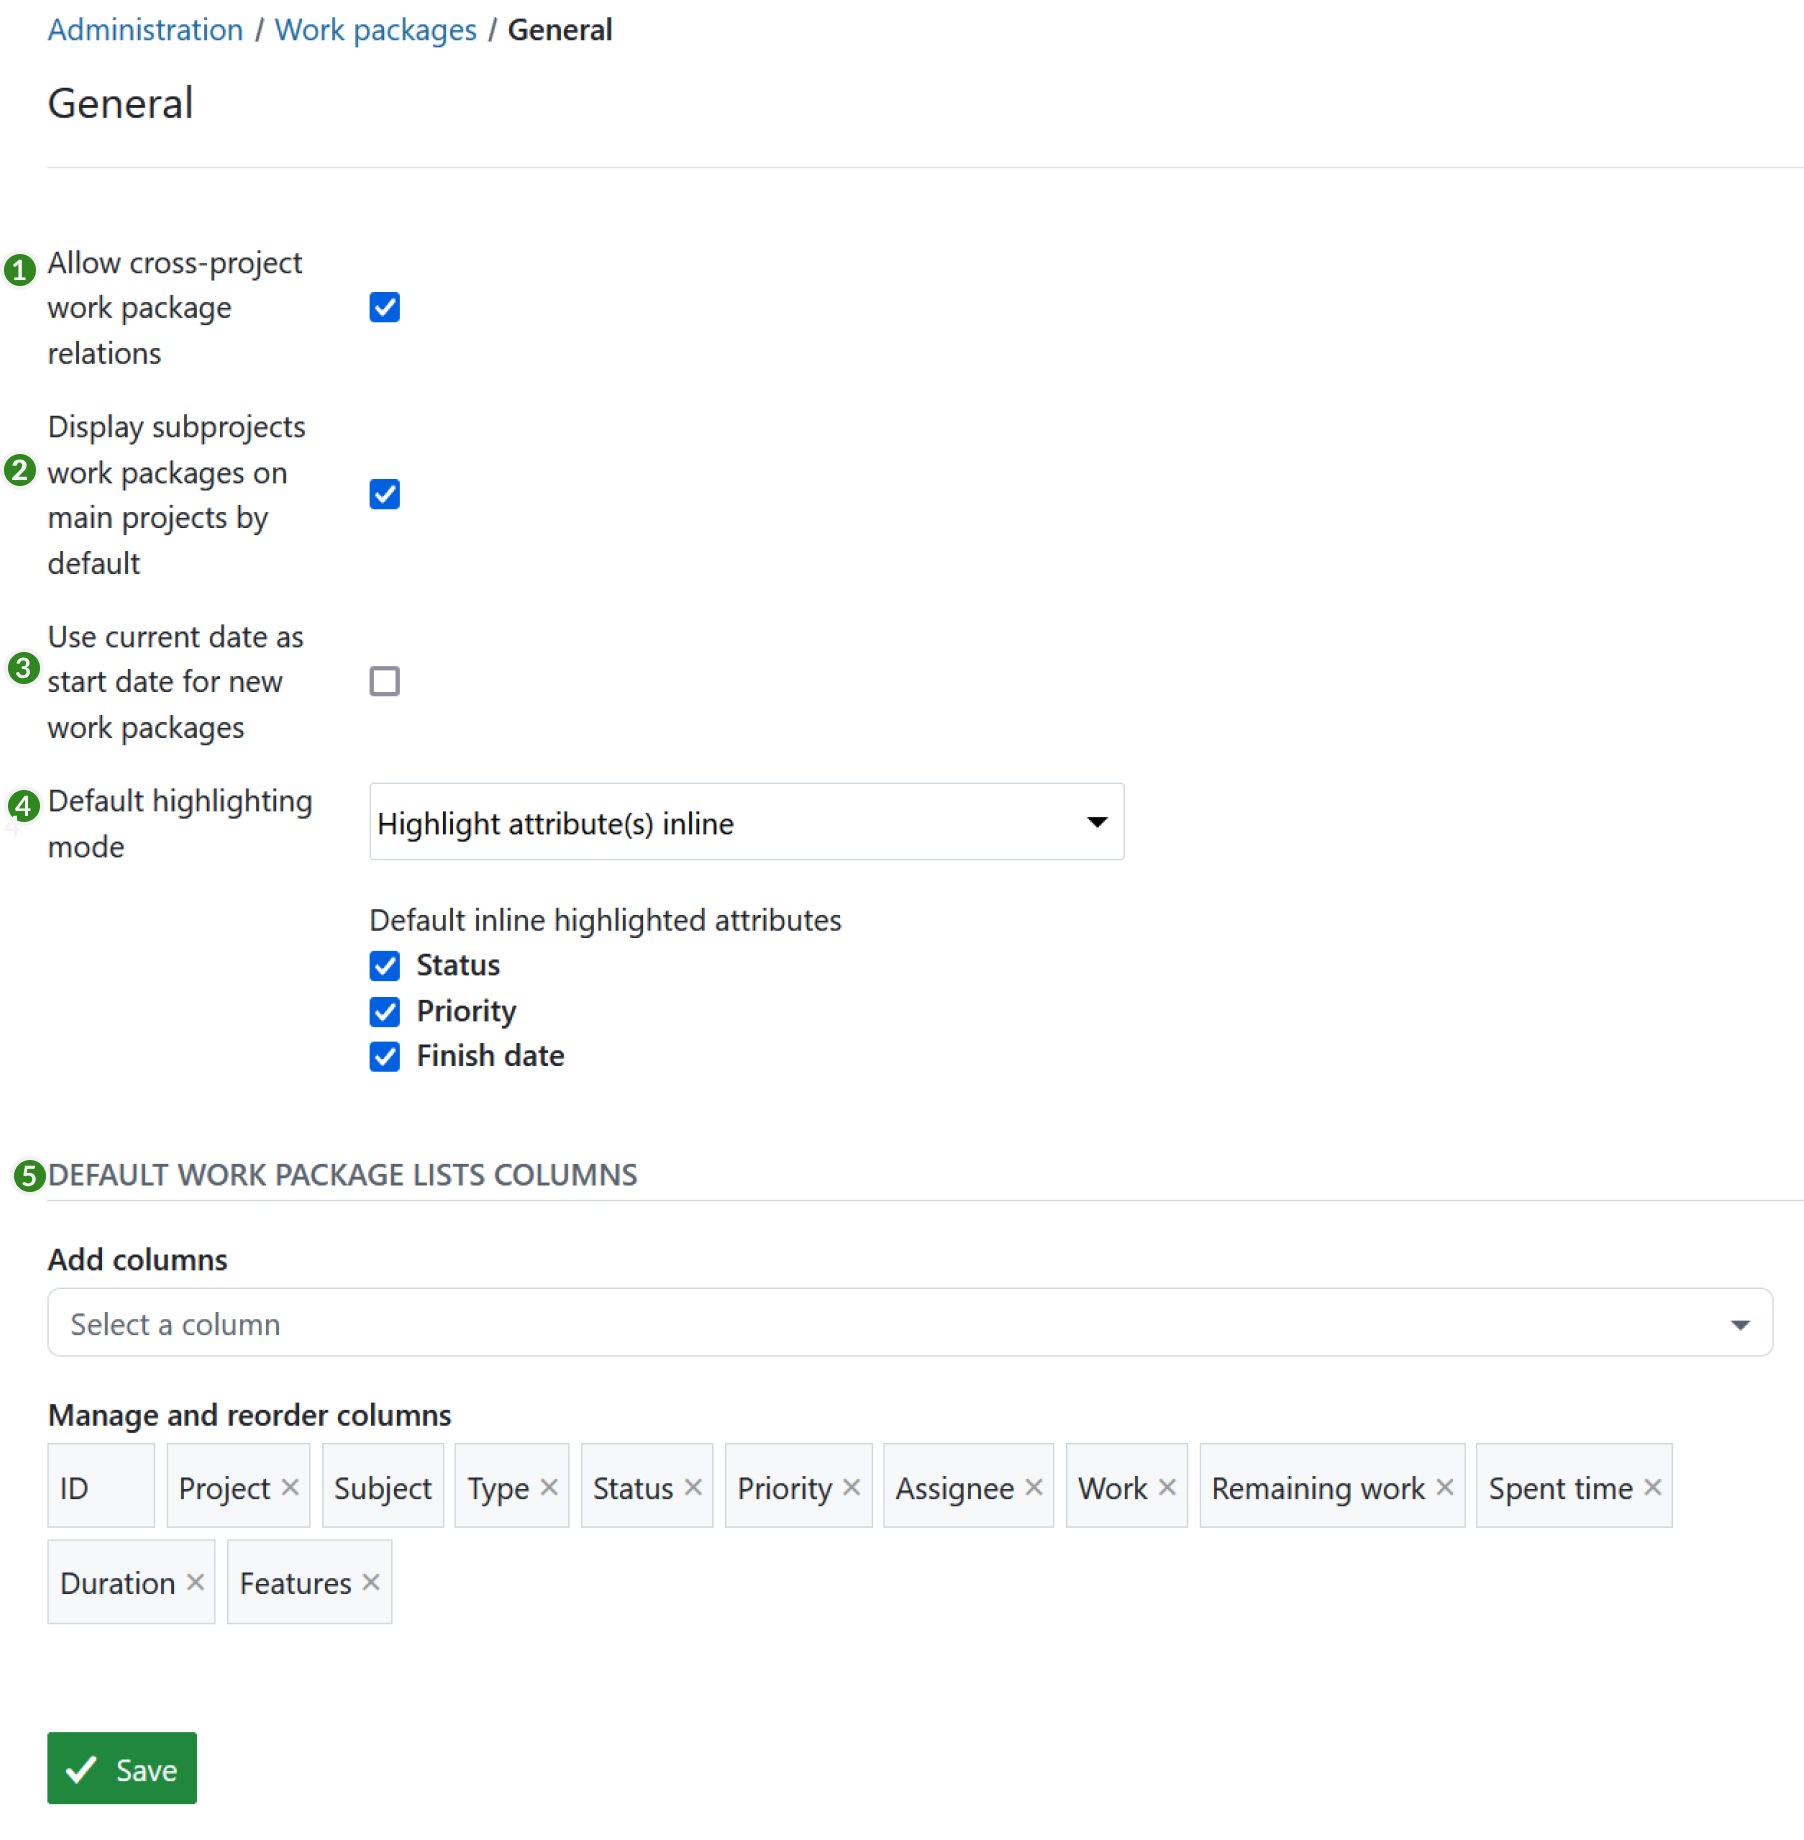 Administration / Work packages / General
General
1 Allow cross-project
work package
relations
Display subprojects
2 work packages on
main projects by
default
Use current date as
3 start date for new
work packages
4 Default highlighting
4
mode
Highlight attribute(s) inline
Default inline highlighted attributes
Status
Priority
Finish date
5 DEFAULT WORK PACKAGE LISTS COLUMNS
Add columns
Select a column
Manage and reorder columns
ID Project × Subject Type × Status × Priority × Assignee × Work × Remaining work × Spent time ×
Duration × Features ×
Save